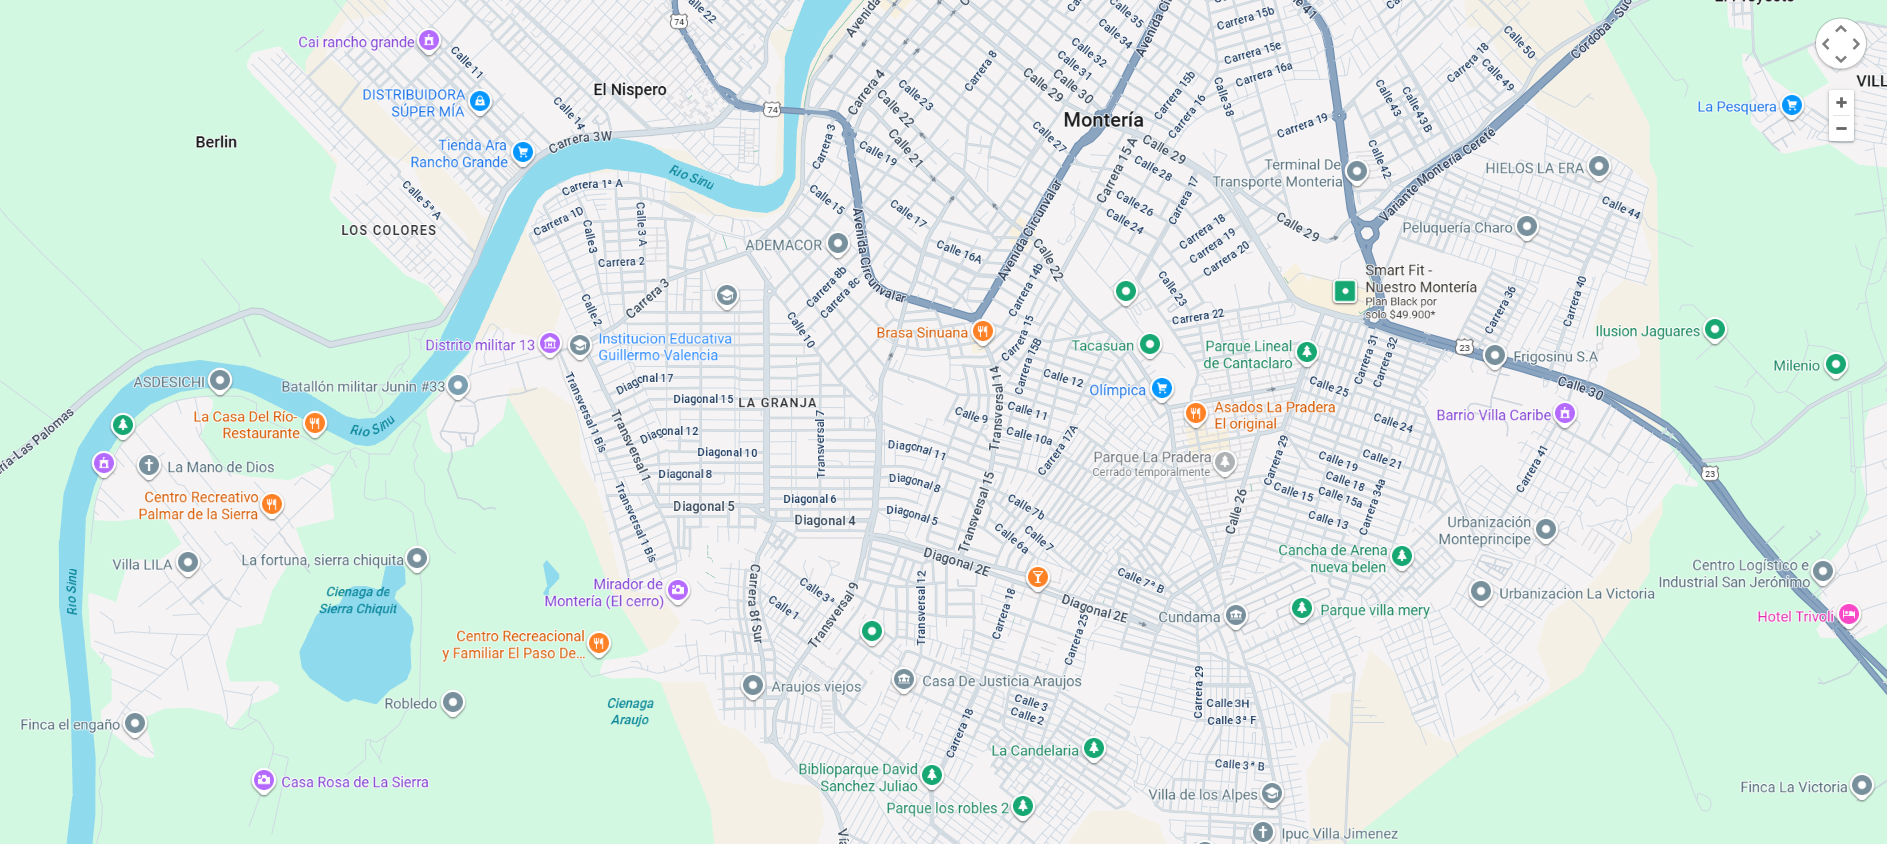 Calle 22
Calle 35
Carrera 15b
Calle 41
El Proyecto
Calle 50
74
Avenida
Calle 34
Avenida Circunvalar
Córdoba - Sucre
Cai rancho grande
Calle 11
Calle 32
Carrera 15e
Carrera 18
Calle 31
Carrera 16a
Calle 49
El Nispero
Carrera 4
Carrera 8
Calle 30
Calle 29
Carrera 15b
VILL
DISTRIBUIDORA
SÚPER MÍA
Calle 14
74
Calle 23
Calle 22
Carrera 16
Calle 43
Calle 43B
La Pesquera
Montería
Carrera 19
Berlin
Carrera 3W
Carrera 3
Calle 21
Calle 19
Calle 27
Calle 29
Calle 42
Variante Monteria Cerete
Tienda Ara
Rancho Grande
Carrera 15 A
Calle 28
Terminal De
Transporte Monteria
HIELOS LA ERA
Rio Sinu
Calle 5ª A
Carrera 1ª A
Calle 15
Calle 17
Carrera 17
Calle 26
Calle 24
Calle 44
LOS COLORES
Carrera 1D
Calle 3
Calle 3 A
ADEMACOR
Avenida Circunvalar
Calle 16A
Avenida Circunvalar
Calle 22
Carrera 18
Carrera 19
Carrera 20
Calle 29
Peluquería Charo
Carrera 2
Carrera 3
Carrera 8b
Carrera 8c
Carrera 14b
Calle 23
Smart Fit -
Nuestro Montería
Plan Black por
solo $49.900*
Carrera 36
Carrera 40
Calle 2
Calle 10
Brasa Sinuana
Carrera 15
Carrera 22
Ilusion Jaguares
Distrito militar 13
Institucion Educativa
Guillermo Valencia
Carrera 15B
Tacasuan
Parque Lineal
de Cantaclaro
Carrera 31
Carrera 32
23
Frigosinu S.A
Milenio
ASDESICHI
Batallón militar Junin #33
Transversal 1 Bis
Diagonal 17
Calle 12
Olímpica
Calle 25
Calle 30
Diagonal 15
LA GRANJA
Transversal 14
Calle 9
Calle 11
Asados La Pradera
El original
Calle 24
Barrio Villa Caribe
ria-Las Palomas
La Casa Del Río-
Restaurante
Rio Sinu
Transversal 1
Diagonal 12
Transversal 7
Calle 10a
Carrera 17A
Diagonal 10
Diagonal 11
Parque La Pradera
Cerrado temporalmente
Carrera 29
Calle 19
Calle 21
Carrera 41
La Mano de Dios
Diagonal 8
Diagonal 8
Calle 18
23
Centro Recreativo
Palmar de la Sierra
Transversal 1 Bis
Diagonal 5
Diagonal 6
Diagonal 4
Diagonal 5
Transversal 15
Calle 7b
Calle 26
Calle 15
Calle 15a
Carrera 34a
Calle 13
Urbanización
Monteprincipe
Calle 6a
Calle 7
La fortuna, sierra chiquita
Villa LILA
Diagonal 2E
Cancha de Arena
nueva belen
Centro Logístico e
Industrial San Jerónimo
Rio Sinu
Cienaga de
Sierra Chiquit
Mirador de
Montería (El cerro)
Carrera 8f Sur
Calle 3ª
Calle 1
Transversal 9
Transversal 12
Carrera 18
Calle 7ª B
Diagonal 2E
Cundama
Parque villa mery
Urbanizacion La Victoria
Hotel Trivoli
Centro Recreacional
y Familiar El Paso De...
Carrera 25
Araujos viejos
Casa De Justicia Araujos
Carrera 29
Robledo
Cienaga
Araujo
Calle 3
Calle 2
Calle 3H
Calle 3ª F
Finca el engaño
Carrera 18
La Candelaria
Casa Rosa de La Sierra
Biblioparque David
Sanchez Juliao
Calle 3ª B
Parque los robles 2
Villa de los Alpes
Finca La Victoria
Ipuc Villa Jimenez